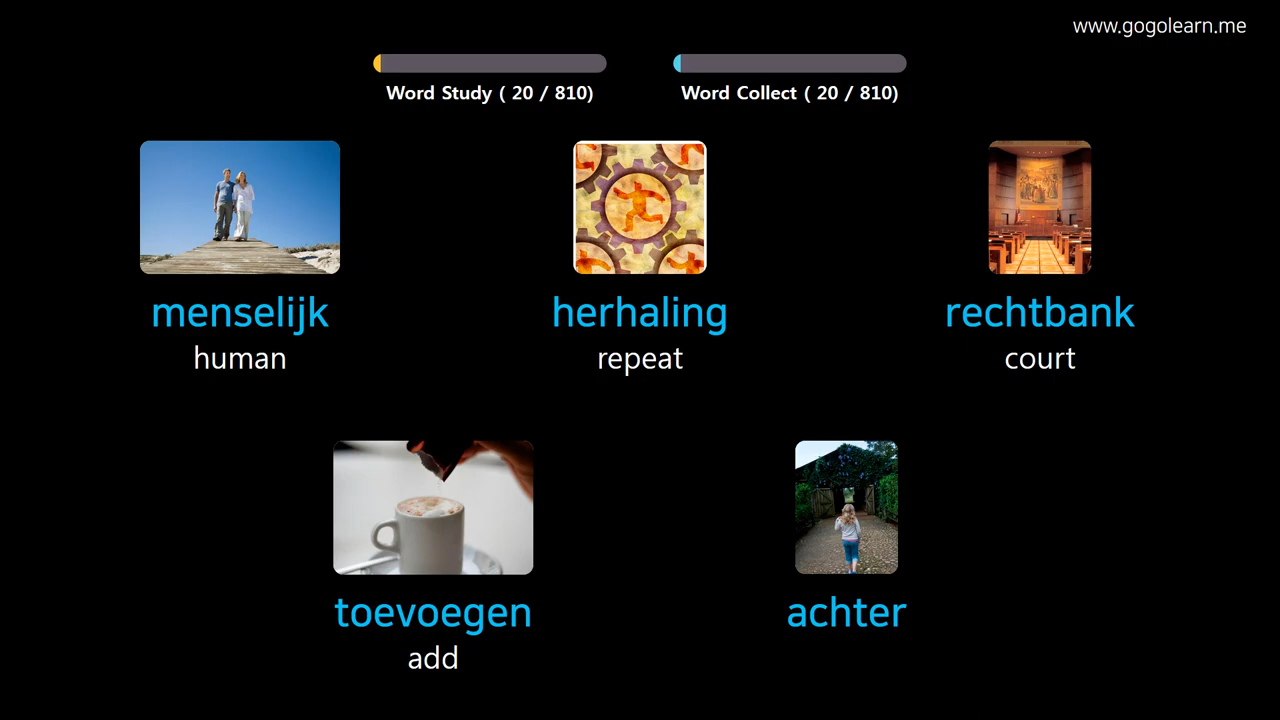 www.gogolearn.me
Word Study ( 20 / 810)
Word Collect ( 20 / 810)
menselijk
human
herhaling
repeat
rechtbank
court
toevoegen
add
achter